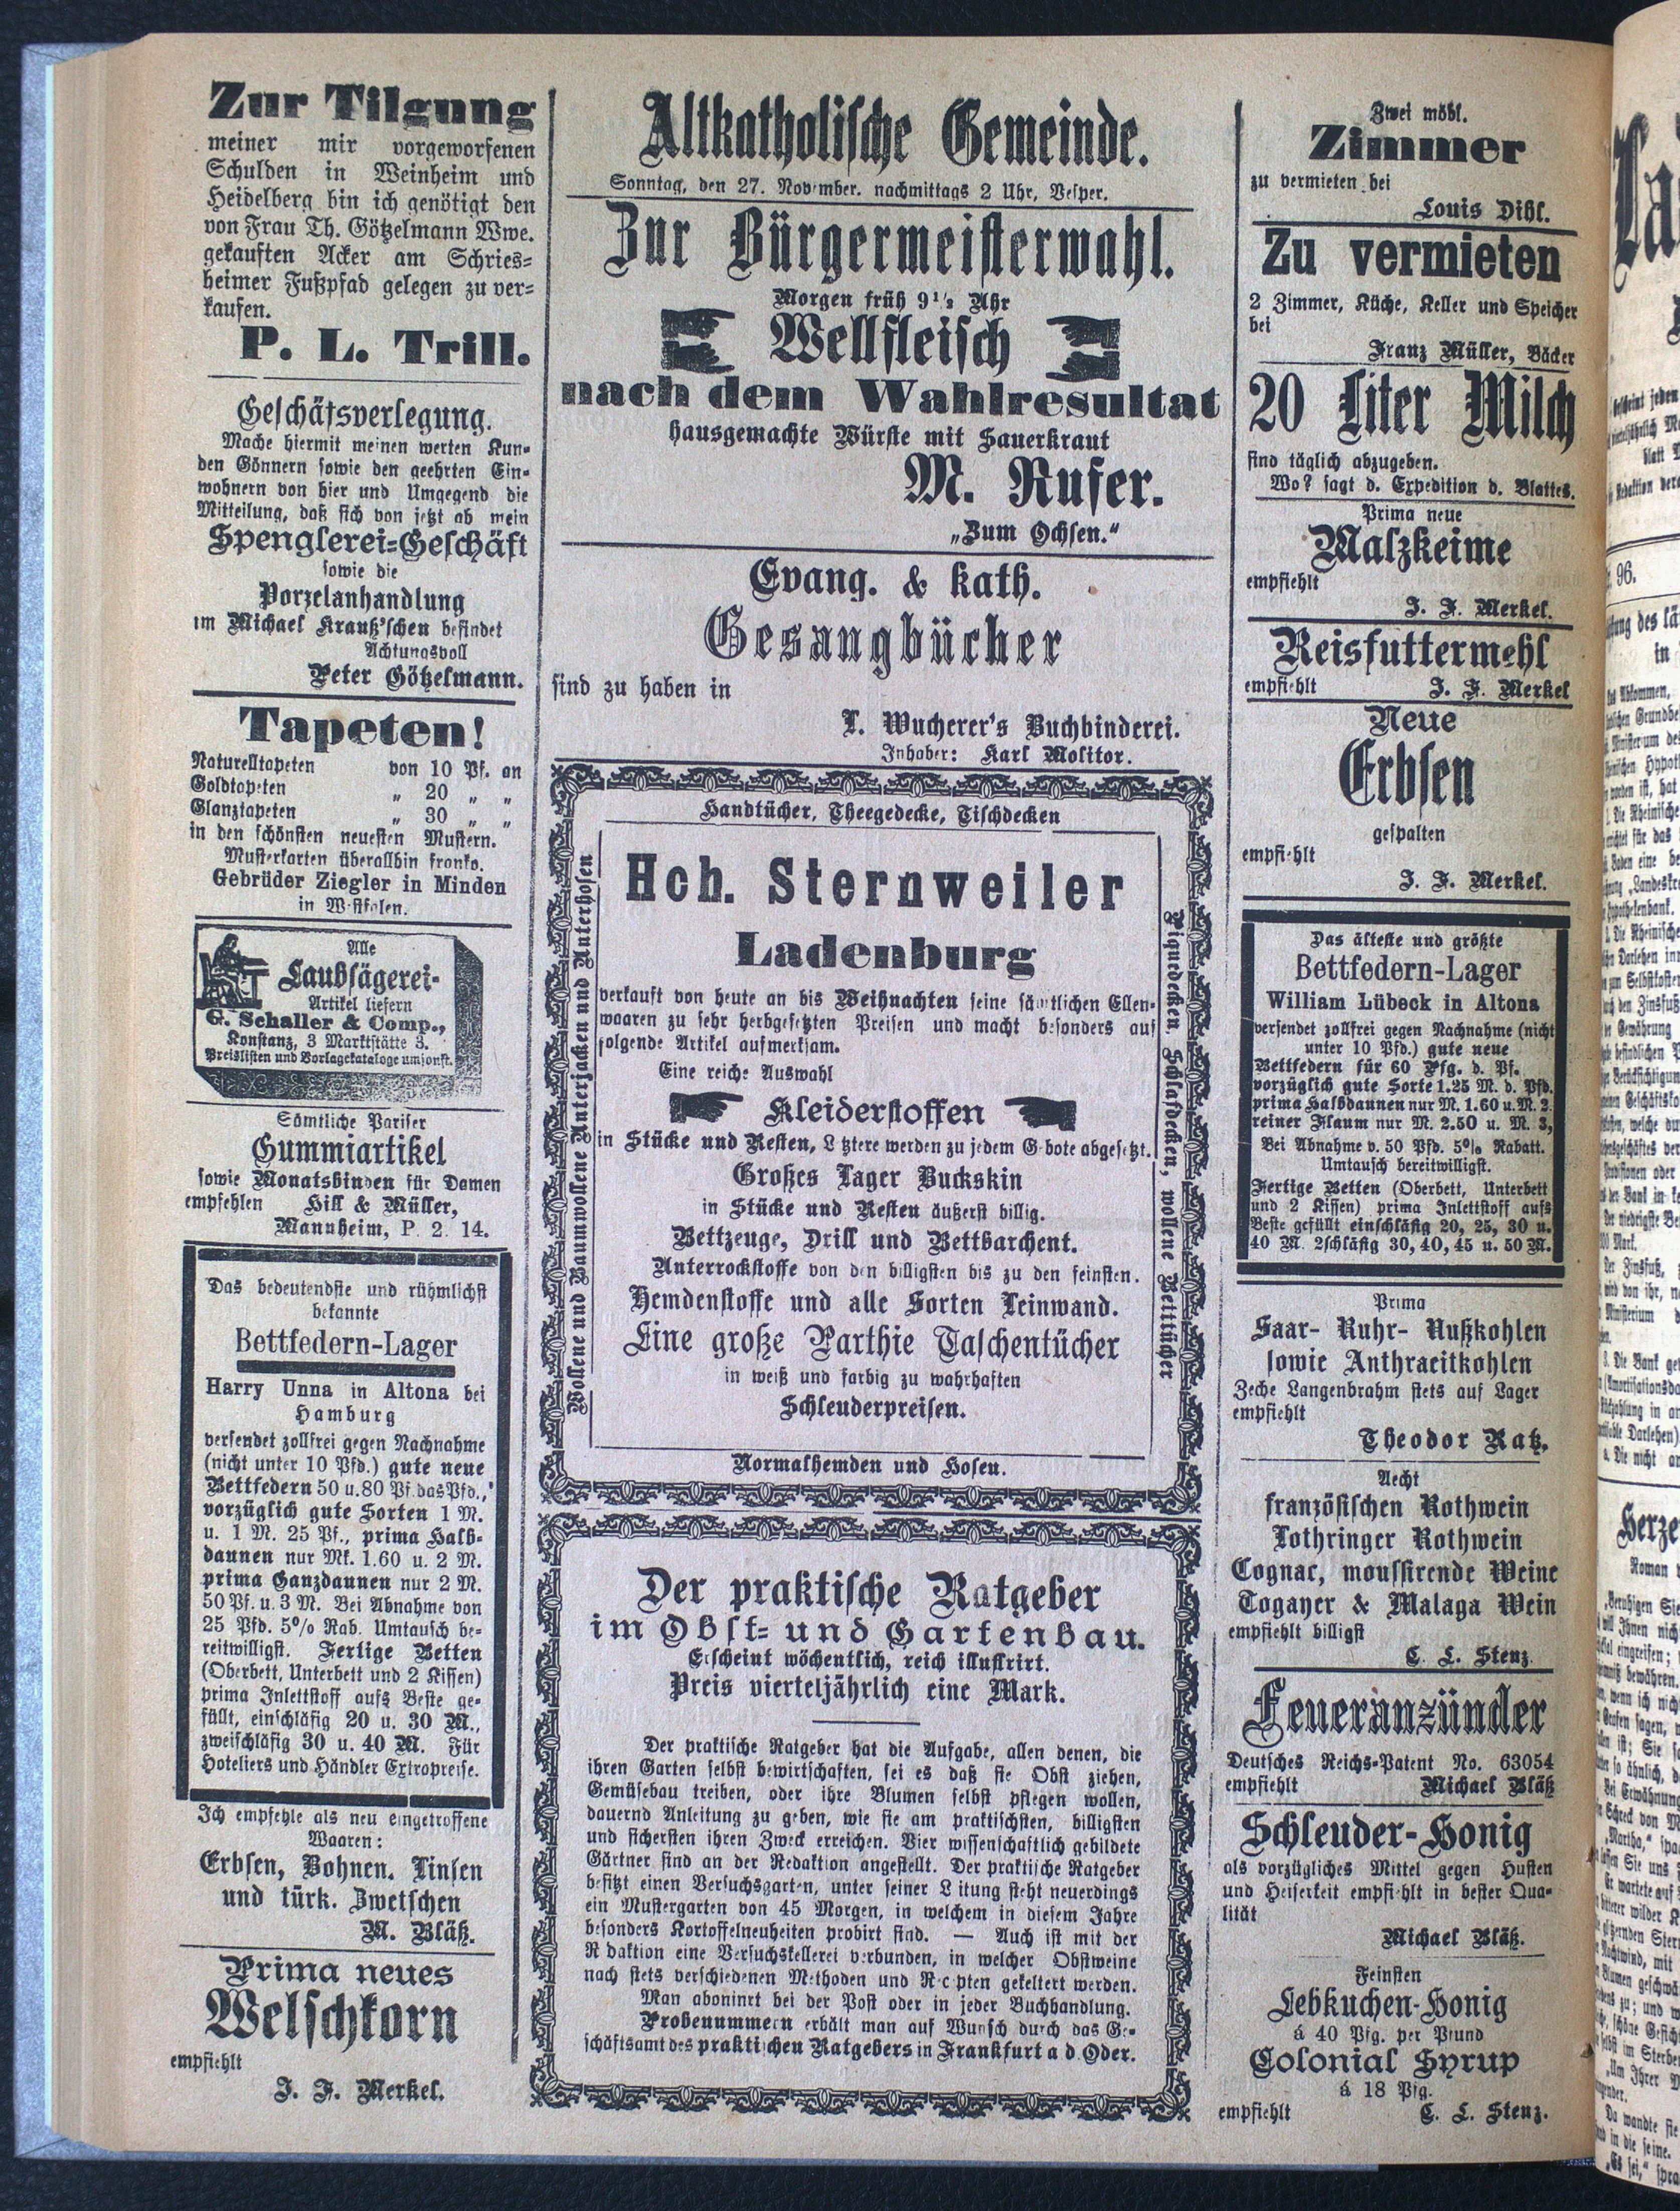 Zur Tilgung
meiner mir vorgeworfenen
Schulden in Weinheim und
Heidelberg bin ich genötigt den
von Frau Th. Götzelmann Wwe.
gekauften Acker am Schries-
heimer Fußpfad gelegen zu ver-
kaufen.
P. L. Trill.
Geschäftsverlegung.
Mache hiermit meinen werten Kun-
den Gönnern sowie den geehrten Ein-
wohnern von hier und Umgegend die
Mitteilung, daß sich von jetzt ab mein
Spenglerei-Geschäft
sowie die
Porzelanhandlung
im Michael Krauß'schen befindet
Achtungsvoll
Peter Götzelmann.
Tapeten!
Naturelltapeten von 10 Pf. an
Goldtapeten " 20 " "
Glanztapeten " 30 " "
in den schönsten neuesten Mustern.
Musterkarten überallhin franko.
Gebrüder Ziegler in Minden
in Westfalen.
Alle
Laubsägerei-
Artikel liefern
G. Schaller & Comp.,
Konstanz, 3 Marktstätte 3.
Preislisten und Vorlagekataloge umsonst.
Sämtliche Pariser
Gummiartikel
sowie Monatsbinden für Damen
empfehlen Hill & Müller,
Mannheim, P. 2. 14.
Das bedeutendste und rühmlichst
bekannte
Bettfedern-Lager
Harry Unna in Altona bei
Hamburg
versendet zollfrei gegen Nachnahme
(nicht unter 10 Pfd.) gute neue
Bettfedern 50 u. 80 Pf. das Pfd.,
vorzüglich gute Sorten 1 M.
u. 1 M. 25 Pf., prima Halb-
daunen nur Mk. 1.60 u. 2 M.
prima Ganzdaunen nur 2 M.
50 Pf. u. 3 M. Bei Abnahme von
25 Pfd. 5% Rab. Umtausch be-
reitwilligst. Fertige Betten
(Oberbett, Unterbett und 2 Kissen)
prima Inlettstoff aufs Beste ge-
füllt, einschläfig 20 u. 30 M.,
zweischläfig 30 u. 40 M. Für
Hoteliers und Händler Extrapreise.
Ich empfehle als neu eingetroffene
Waaren:
Erbsen, Bohnen. Linsen
und türk. Zwetschen
M. Bläß.
Prima neues
Welschkorn
empfiehlt
J. F. Merkel.
Altkatholische Gemeinde.
Sonntag, den 27. November. nachmittags 2 Uhr, Vesper.
Zur Bürgermeisterwahl.
Morgen früh 9½ Uhr
Wellfleisch
nach dem Wahlresultat
hausgemachte Würste mit Sauerkraut
M. Rufer.
„Zum Ochsen."
Evang. & kath.
Gesangbücher
sind zu haben in
L. Wucherer's Buchbinderei.
Inhaber: Karl Molitor.
Handtücher, Theegedecke, Tischdecken
Wollene und Baumwollene Unterjacken und Unterhosen
Hch. Sternweiler
Ladenburg
verkauft von heute an bis Weihnachten seine sämtlichen Ellen-
waaren zu sehr herbgesetzten Preisen und macht besonders auf
folgende Artikel aufmerksam.
Eine reiche Auswahl
Kleiderstoffen
in Stücke und Resten, Letztere werden zu jedem Gebote abgesetzt.
Großes Lager Buckskin
in Stücke und Resten äußerst billig.
Bettzeuge, Drill und Bettbarchent.
Unterrockstoffe von den billigsten bis zu den feinsten.
Hemdenstoffe und alle Sorten Leinwand.
Eine große Parthie Taschentücher
in weiß und farbig zu wahrhaften
Schleuderpreisen.
Piquedecken Schlafdecken, wollene Betttücher
Normalhemden und Hosen.
Der praktische Ratgeber
im Obst- und Gartenbau.
Erscheint wöchentlich, reich illustrirt.
Preis vierteljährlich eine Mark.
Der praktische Ratgeber hat die Aufgabe, allen denen, die
ihren Garten selbst bewirtschaften, sei es daß sie Obst ziehen,
Gemüsebau treiben, oder ihre Blumen selbst pflegen wollen,
dauernd Anleitung zu geben, wie sie am praktischsten, billigsten
und sichersten ihren Zweck erreichen. Vier wissenschaftlich gebildete
Gärtner sind an der Redaktion angestellt. Der praktische Ratgeber
besitzt einen Versuchsgarten, unter seiner Leitung steht neuerdings
ein Mustergarten von 45 Morgen, in welchem in diesem Jahre
besonders Kartoffelneuheiten probirt sind. — Auch ist mit der
Redaktion eine Versuchskellerei verbunden, in welcher Obstweine
nach stets verschiedenen Methoden und Recepten gekeltert werden.
Man abonnirt bei der Post oder in jeder Buchhandlung.
Probenummern erhält man auf Wunsch durch das Ge-
schäftsamt des praktischen Ratgebers in Frankfurt a d. Oder.
Zwei möbl.
Zimmer
zu vermieten bei
Louis Dihl.
Zu vermieten
2 Zimmer, Küche, Keller und Speicher
bei
Franz Müller, Bäcker
20 Liter Milch
sind täglich abzugeben.
Wo? sagt d. Expedition d. Blattes.
Prima neue
Malzkeime
empfiehlt
J. F. Merkel.
Reisfuttermehl
empfiehlt J. F. Merkel
Neue
Erbsen
gespalten
empfiehlt
J. F. Merkel.
Das älteste und größte
Bettfedern-Lager
William Lübeck in Altona
versendet zollfrei gegen Nachnahme (nicht
unter 10 Pfd.) gute neue
Bettfedern für 60 Pfg. d. Pf.
vorzüglich gute Sorte 1.25 M. d. Pfd.
prima Halbdaunen nur M. 1.60 u. M. 2.
reiner Flaum nur M. 2.50 u. M. 3,
Bei Abnahme v. 50 Pfd. 5% Rabatt.
Umtausch bereitwilligst.
Fertige Betten (Oberbett, Unterbett
und 2 Kissen) prima Inlettstoff aufs
Beste gefüllt einschläfig 20, 25, 30 u.
40 M. 2schläfig 30, 40, 45 u. 50 M.
Prima
Saar- Ruhr- Nußkohlen
sowie Anthracitkohlen
Zeche Langenbrahm stets auf Lager
empfiehlt
Theodor Ratz.
Aecht
französischen Rothwein
Lothringer Rothwein
Cognac, moussirende Weine
Togayer & Malaga Wein
empfiehlt billigst
C. L. Stenz
Feueranzünder
Deutsches Reichs-Patent No. 63054
empfiehlt Michael Bläß
Schleuder-Honig
als vorzügliches Mittel gegen Husten
und Heiserkeit empfiehlt in bester Qua-
lität
Michael Bläß.
Feinsten
Lebkuchen-Honig
á 40 Pfg. per Pfund
Colonial Syrup
á 18 Pfg.
empfiehlt C. L. Stenz.